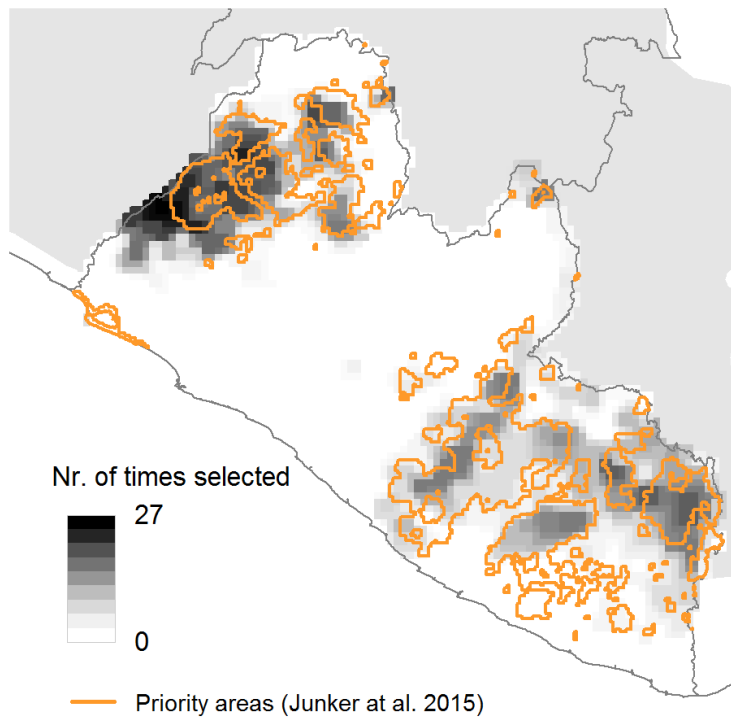 Nr. of times selected
27
0
Priority areas (Junker at al. 2015)